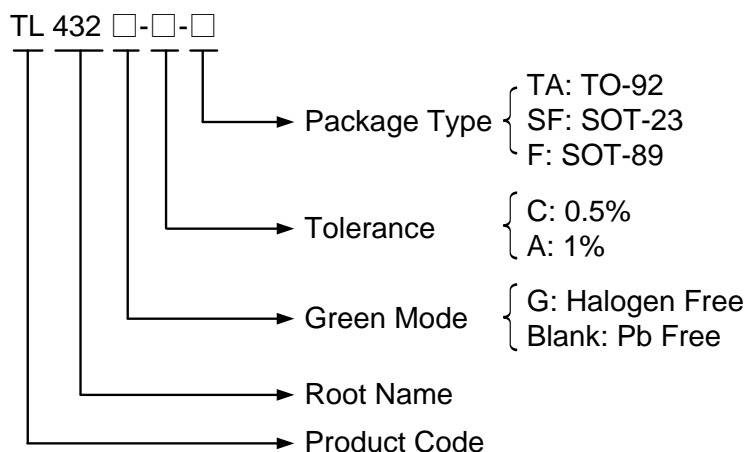 TL 432 □-□-□
Package Type
TA: TO-92
SF: SOT-23
F: SOT-89
Tolerance
C: 0.5%
A: 1%
Green Mode
G: Halogen Free
Blank: Pb Free
Root Name
Product Code